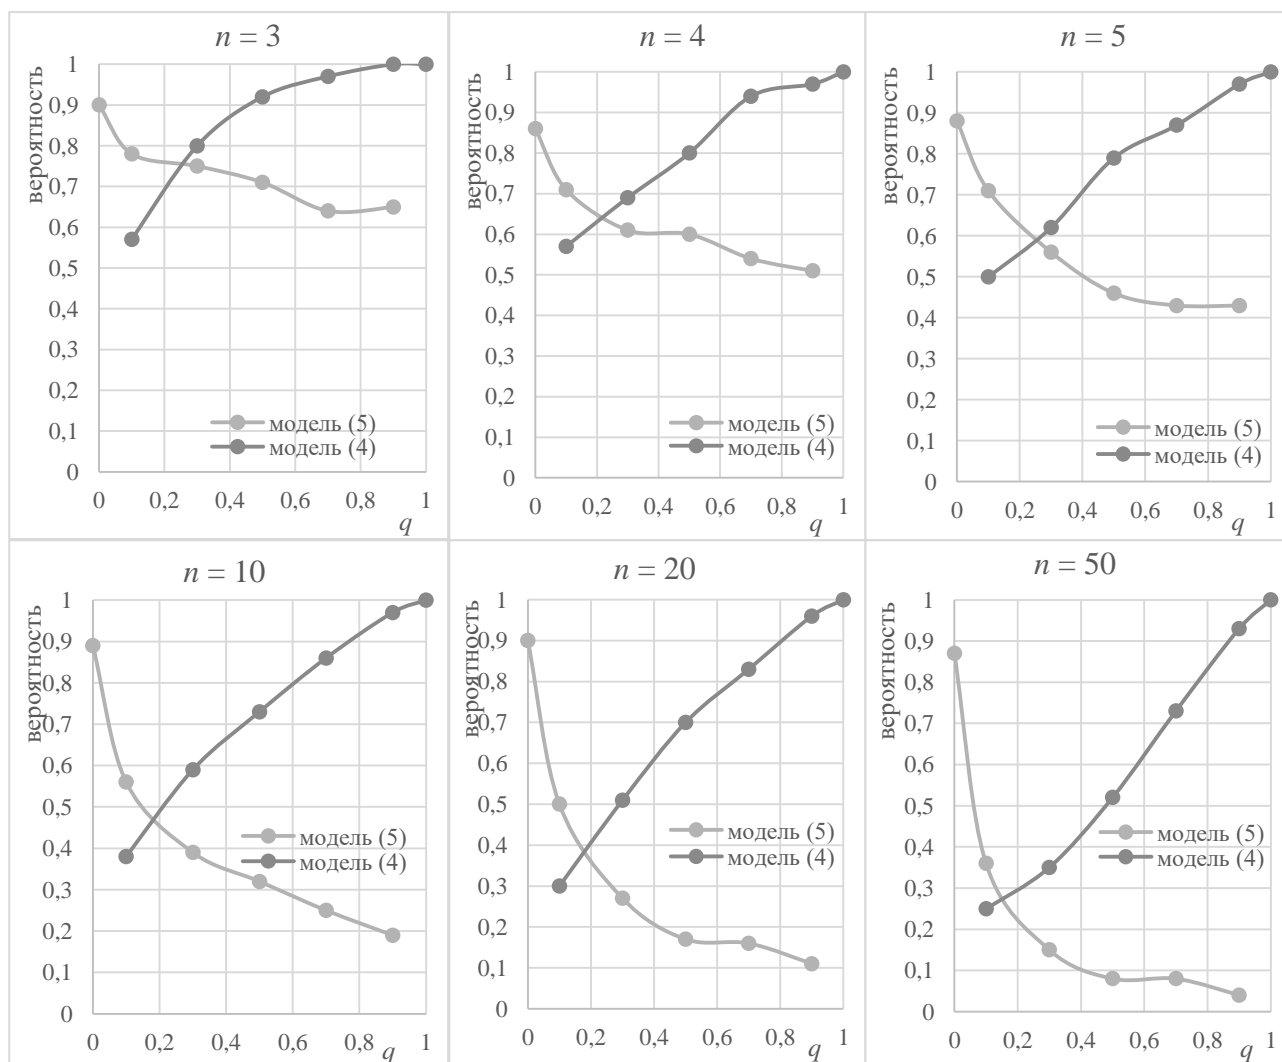 n = 3
вероятность
1
0,9
0,8
0,7
0,6
0,5
0,4
0,3
0,2
0,1
0
модель (5)
модель (4)
0 0,2 0,4 0,6 0,8 1
q
n = 4
вероятность
1
0,9
0,8
0,7
0,6
0,5
0,4
0,3
0,2
0,1
0
модель (5)
модель (4)
0 0,2 0,4 0,6 0,8 1
q
n = 5
вероятность
1
0,9
0,8
0,7
0,6
0,5
0,4
0,3
0,2
0,1
0
модель (5)
модель (4)
0 0,2 0,4 0,6 0,8 1
q
n = 10
вероятность
1
0,9
0,8
0,7
0,6
0,5
0,4
0,3
0,2
0,1
0
модель (5)
модель (4)
0 0,2 0,4 0,6 0,8 1
q
n = 20
вероятность
1
0,9
0,8
0,7
0,6
0,5
0,4
0,3
0,2
0,1
0
модель (5)
модель (4)
0 0,2 0,4 0,6 0,8 1
q
n = 50
вероятность
1
0,9
0,8
0,7
0,6
0,5
0,4
0,3
0,2
0,1
0
модель (5)
модель (4)
0 0,2 0,4 0,6 0,8 1
q